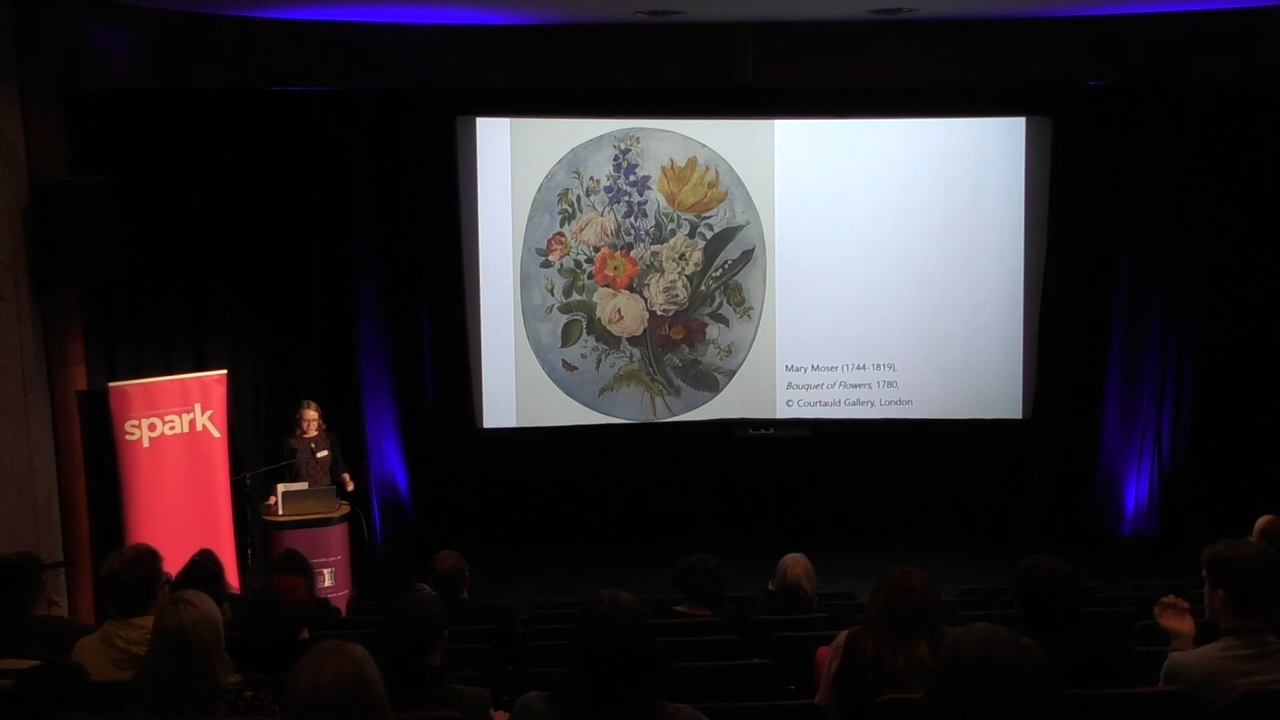 Mary Moser (1744-1819),
Bouquet of Flowers, 1780,
© Courtauld Gallery, London
spark